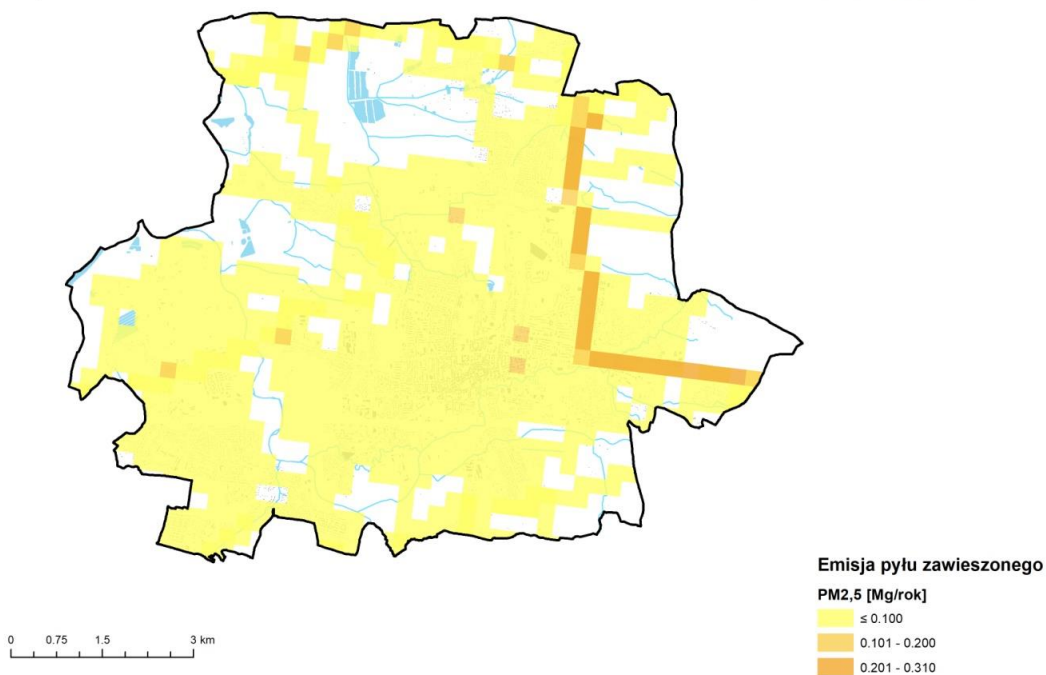 0 0.75 1.5 3 km
Emisja pyłu zawieszonego
PM2,5 [Mg/rok]
≤ 0.100
0.101 - 0.200
0.201 - 0.310